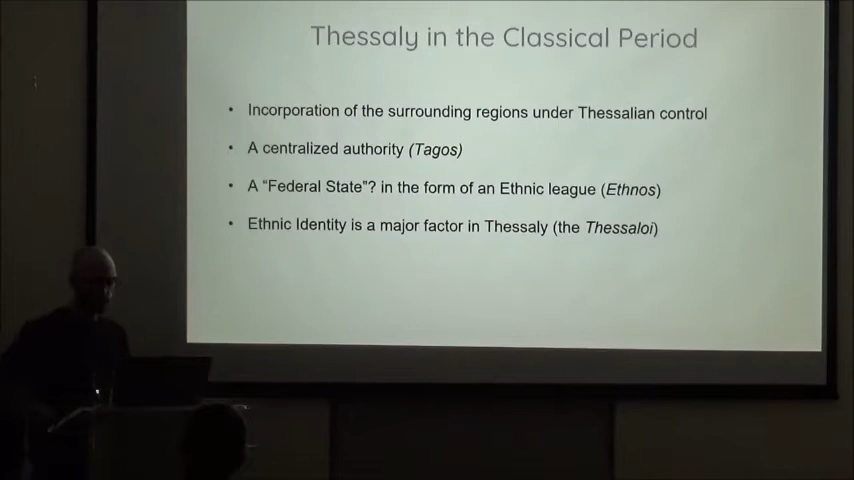 Thessaly in the Classical Period
• Incorporation of the surrounding regions under Thessalian control
• A centralized authority (Tagos)
• A “Federal State”? in the form of an Ethnic league (Ethnos)
• Ethnic Identity is a major factor in Thessaly (the Thessaloi)